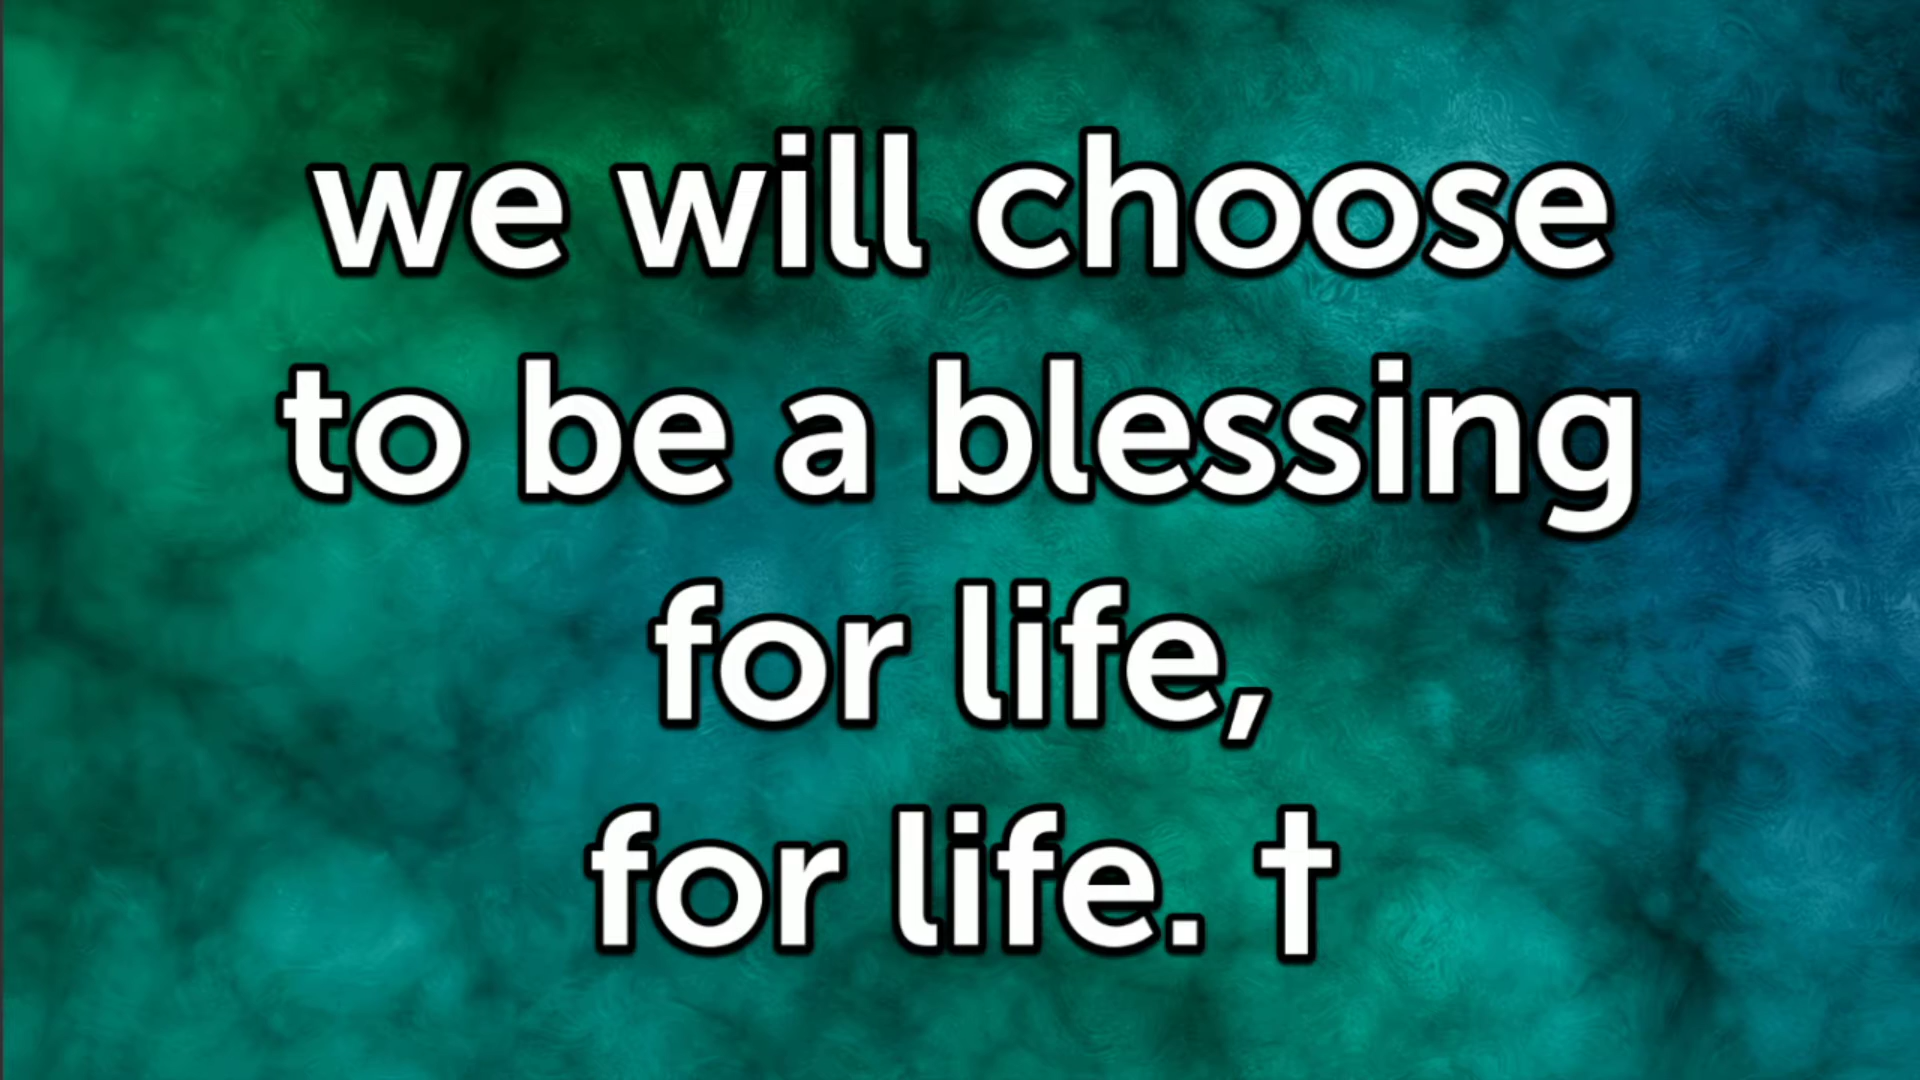 we will choose
to be a blessing
for life,
for life. †